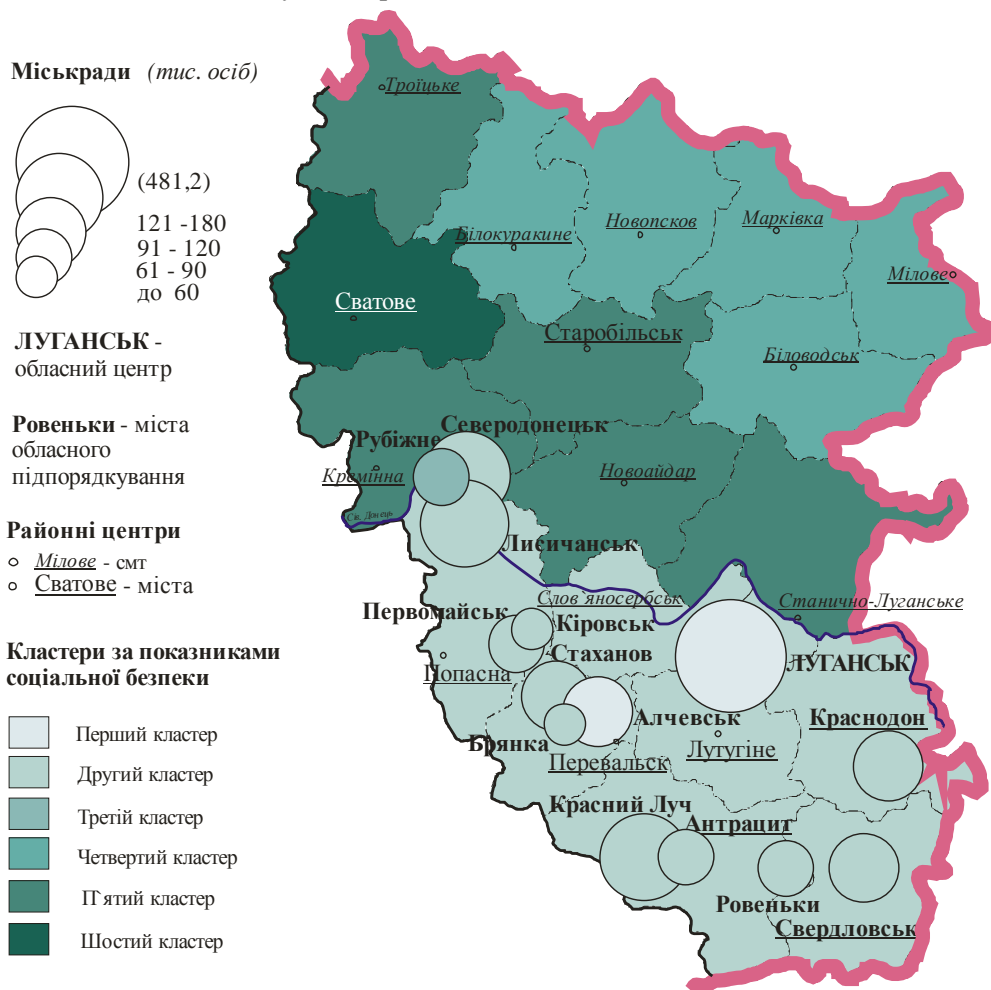 Міськради (тис. осіб)
(481,2)
121 -180
91 - 120
61 - 90
до 60
ЛУГАНСЬК -
обласний центр
Ровеньки - міста
обласного
підпорядкування
Районні центри
Мілове - смт
Сватове - міста
Кластери за показниками
соціальної безпеки
Перший кластер
Другий кластер
Третій кластер
Четвертий кластер
П`ятий кластер
Шостий кластер
Троїцьке
Білокуракине
Новопсков
Марківка
Мілове
Сватове
Старобільськ
Біловодськ
Северодонецьк
Рубіжне
Кремінна
Новоайдар
Сів. Донець
Лисичанськ
Слов`яносербськ
Станично-Луганське
Первомайськ
Кіровськ
Стаханов
Попасна
ЛУГАНСЬК
Алчевськ
Краснодон
Брянка
Перевальск
Лутугіне
Красний Луч
Антрацит
Ровеньки
Свердловськ